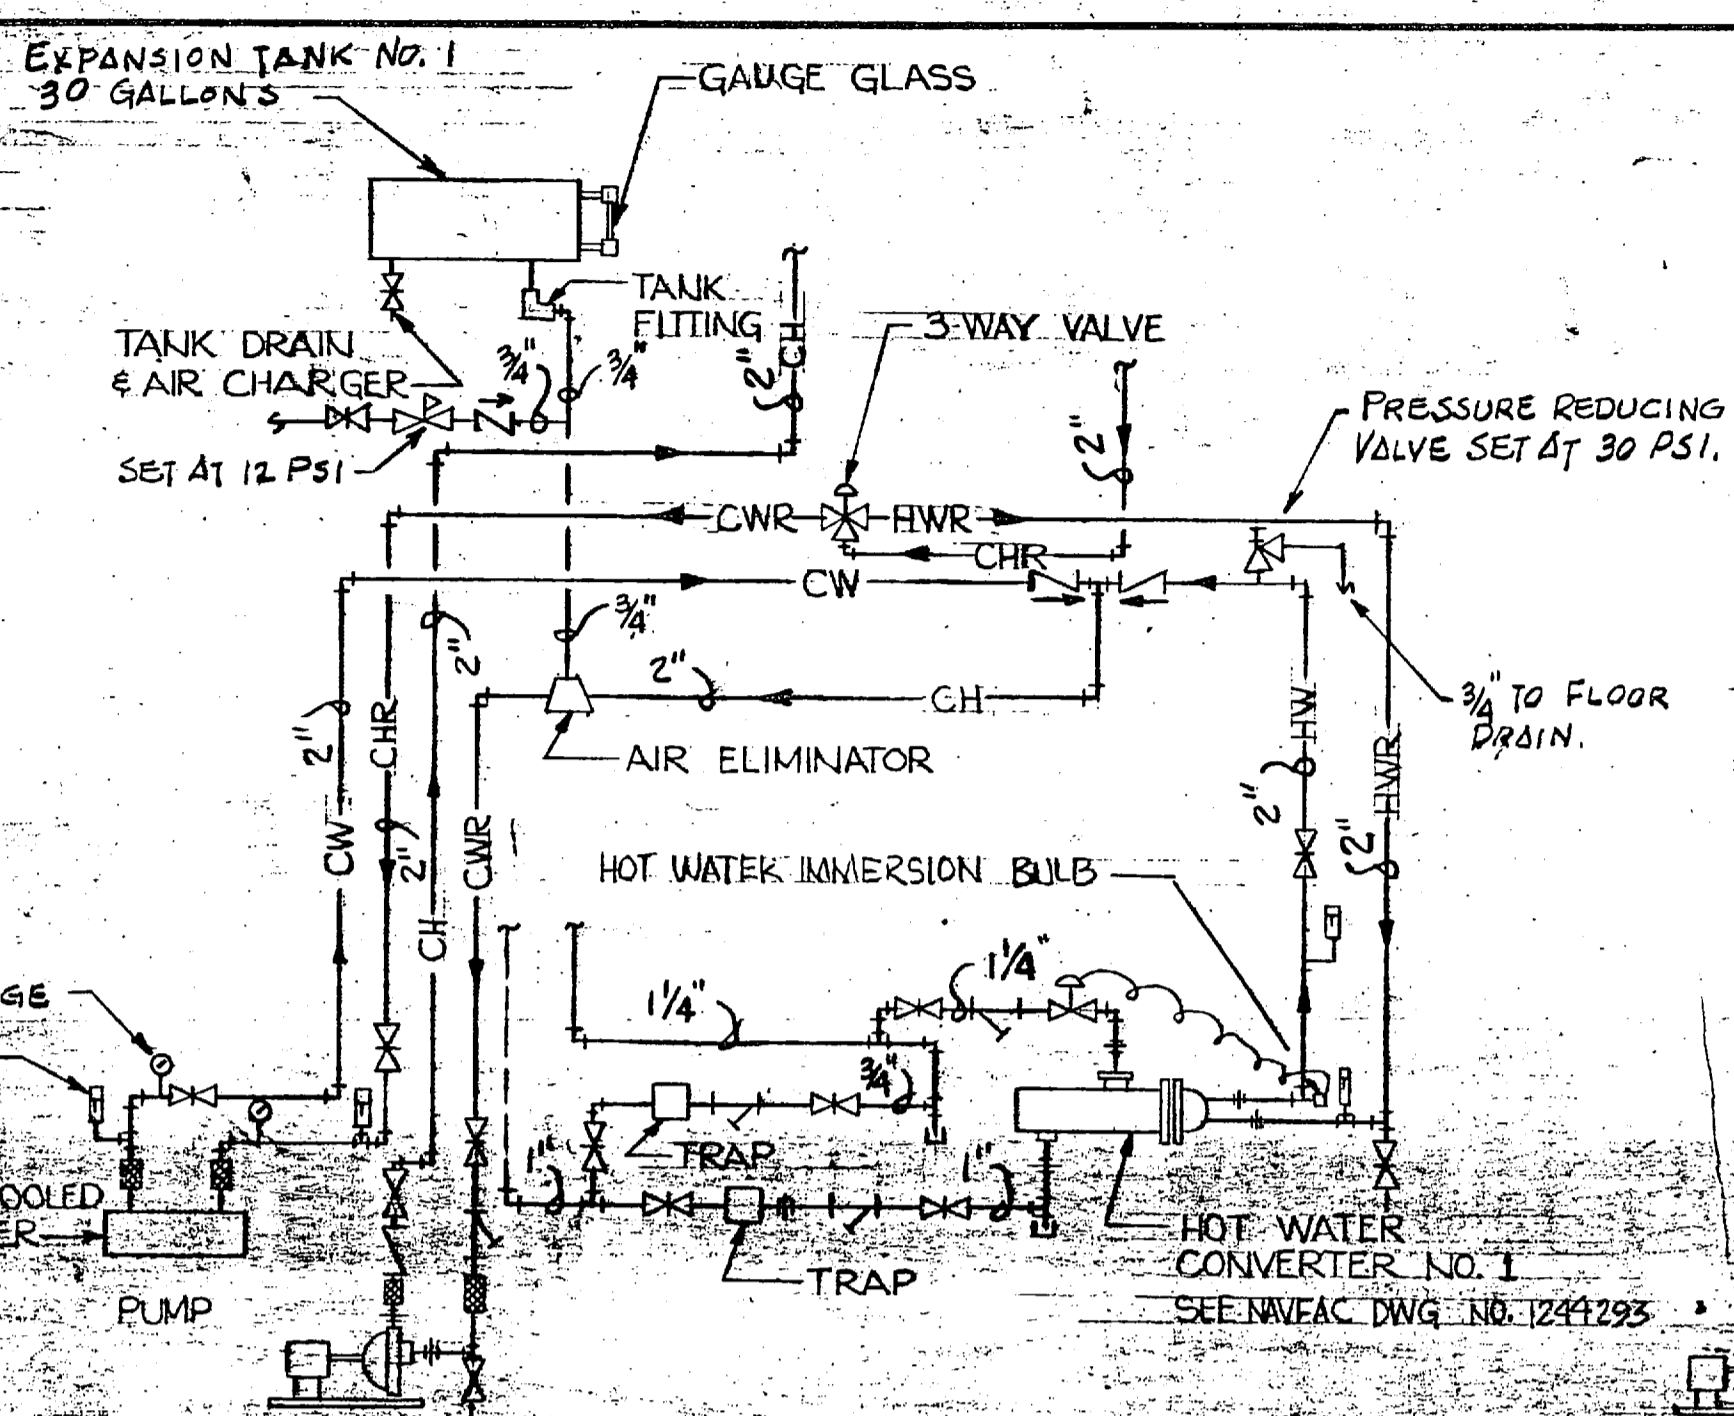 EXPANSION TANK NO. 1
30 GALLONS
GAUGE GLASS
TANK
FITTING
TANK DRAIN
& AIR CHARGER
3/4"
3/4"
2"
CH
3-WAY VALVE
2"
PRESSURE REDUCING
VALVE SET AT 30 PSI.
SET AT 12 PSI
CWR
HWR
CHR
CW
3/4"
2"
2"
CH
3/4" TO FLOOR
DRAIN.
AIR ELIMINATOR
2"
CHR
HW
HWR
2"
CW
2"
CWR
2"
CH
HOT WATER IMMERSION BULB
1 1/4"
1 1/4"
GE
3/4"
TRAP
1"
1"
OOLED
ER
TRAP
HOT WATER
CONVERTER NO. 1
SEE NAVFAC DWG NO. 1244293
PUMP